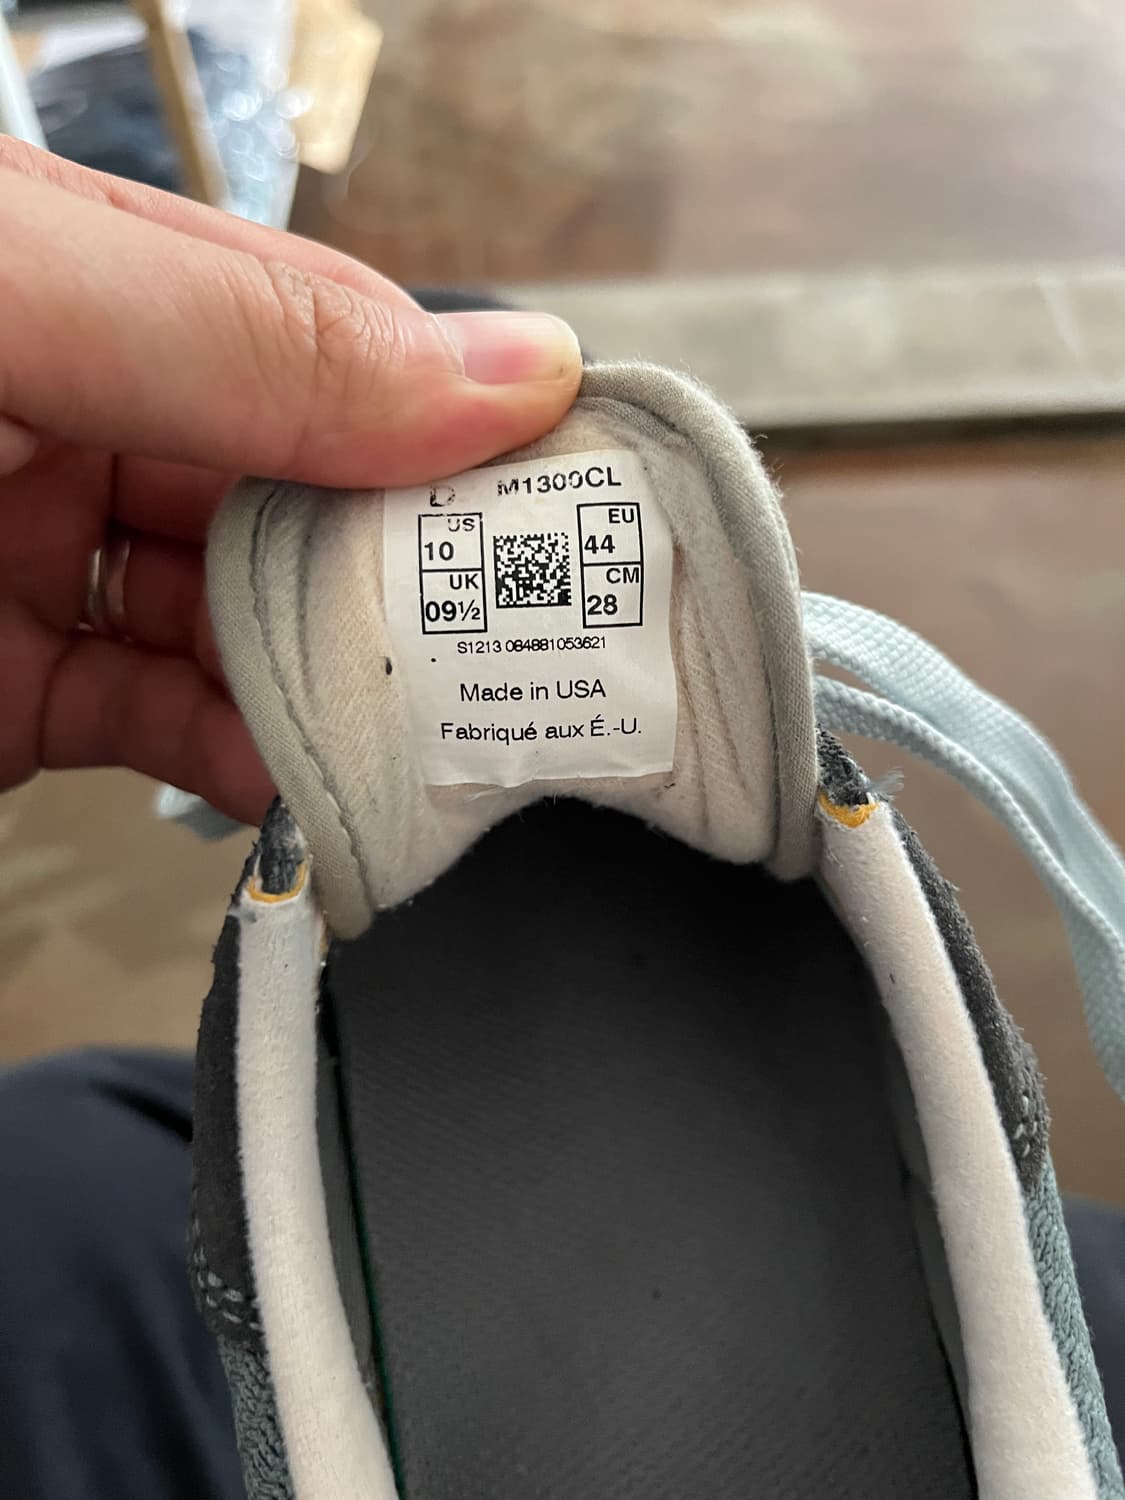 D M1300CL
US
10
EU
44
UK
09½
CM
28
S1213 084881053621
Made in USA
Fabriqué aux É.-U.